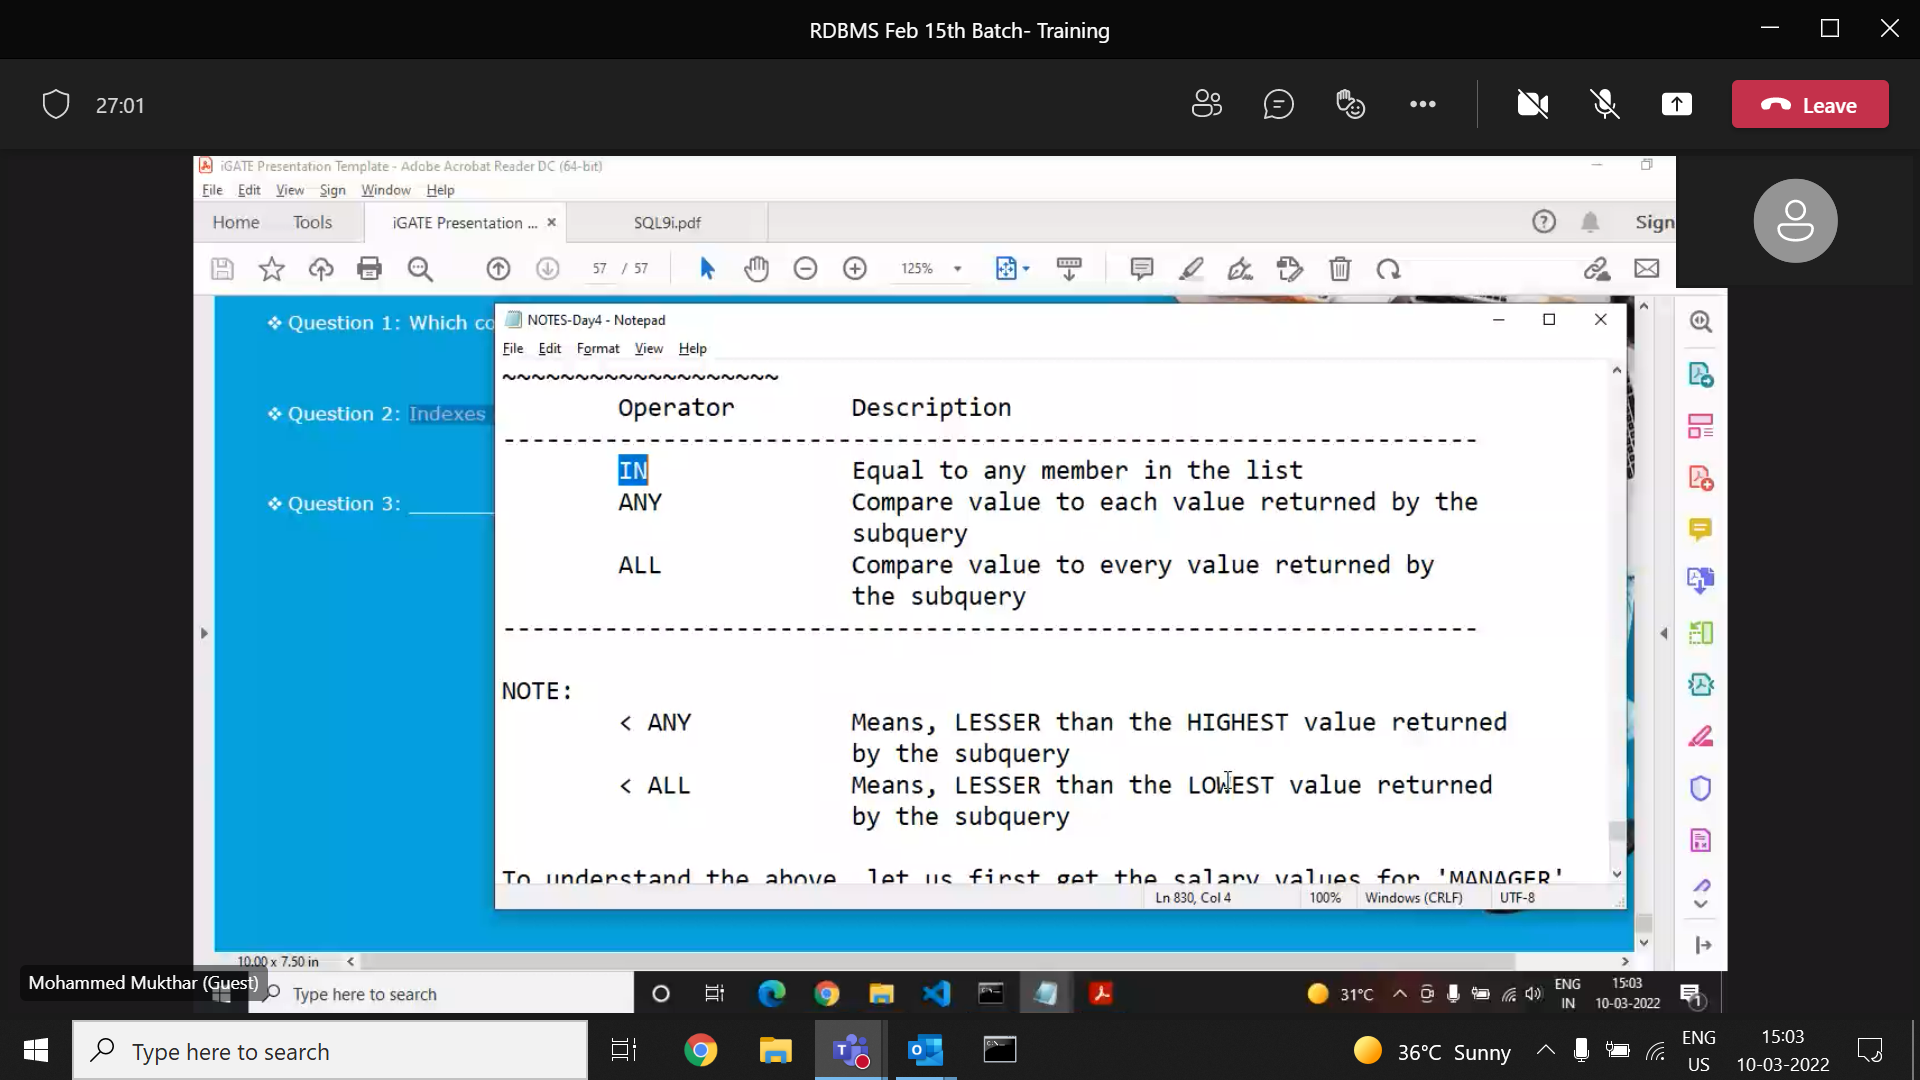 RDBMS Feb 15th Batch- Training
27:01
Leave
iGATE Presentation Template - Adobe Acrobat Reader DC (64-bit)
File Edit View Sign Window Help
Home Tools iGATE Presentation ... × SQL9i.pdf Sign
57 / 57 125%
❖ Question 1: Which co
❖ Question 2: Indexes
❖ Question 3: ________
NOTES-Day4 - Notepad
File Edit Format View Help
~~~~~~~~~~~~~~~~~~~
Operator Description
-------------------------------------------------------------------
IN Equal to any member in the list
ANY Compare value to each value returned by the
subquery
ALL Compare value to every value returned by
the subquery
-------------------------------------------------------------------
NOTE:
< ANY Means, LESSER than the HIGHEST value returned
by the subquery
< ALL Means, LESSER than the LOWEST value returned
by the subquery
To understand the above, let us first get the salary values for 'MANAGER'
Ln 830, Col 4 100% Windows (CRLF) UTF-8
10.00 x 7.50 in
Mohammed Mukthar (Guest)
Type here to search
31°C ENG IN 15:03 10-03-2022 1
Type here to search
36°C Sunny ENG US 15:03 10-03-2022